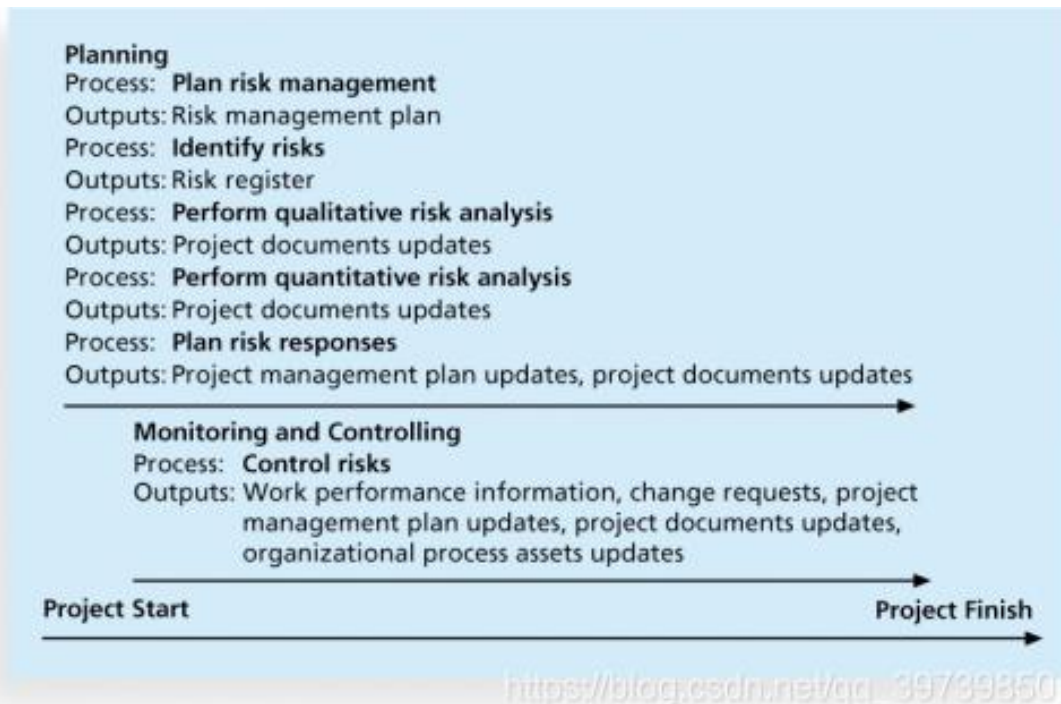 Planning
Process: Plan risk management
Outputs: Risk management plan
Process: Identify risks
Outputs: Risk register
Process: Perform qualitative risk analysis
Outputs: Project documents updates
Process: Perform quantitative risk analysis
Outputs: Project documents updates
Process: Plan risk responses
Outputs: Project management plan updates, project documents updates
Monitoring and Controlling
Process: Control risks
Outputs: Work performance information, change requests, project
management plan updates, project documents updates,
organizational process assets updates
Project Start Project Finish
https://blog.csdn.net/qq_39739850